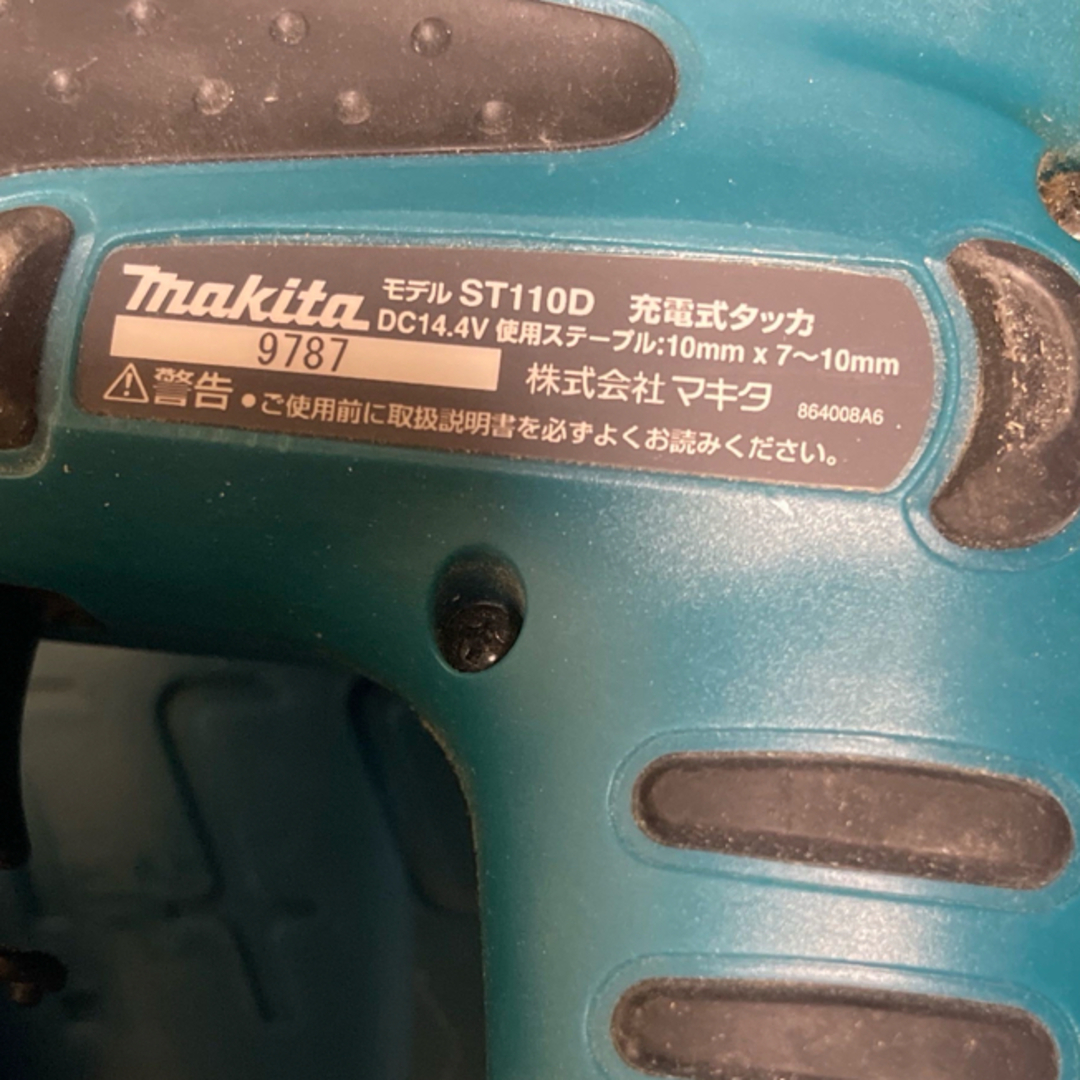 makita モデル ST110D 充電式タッカ
DC14.4V 使用ステープル:10mm x 7〜10mm
9787
株式会社 マキタ 864008A6
⚠警告 ●ご使用前に取扱説明書を必ずよくお読みください。